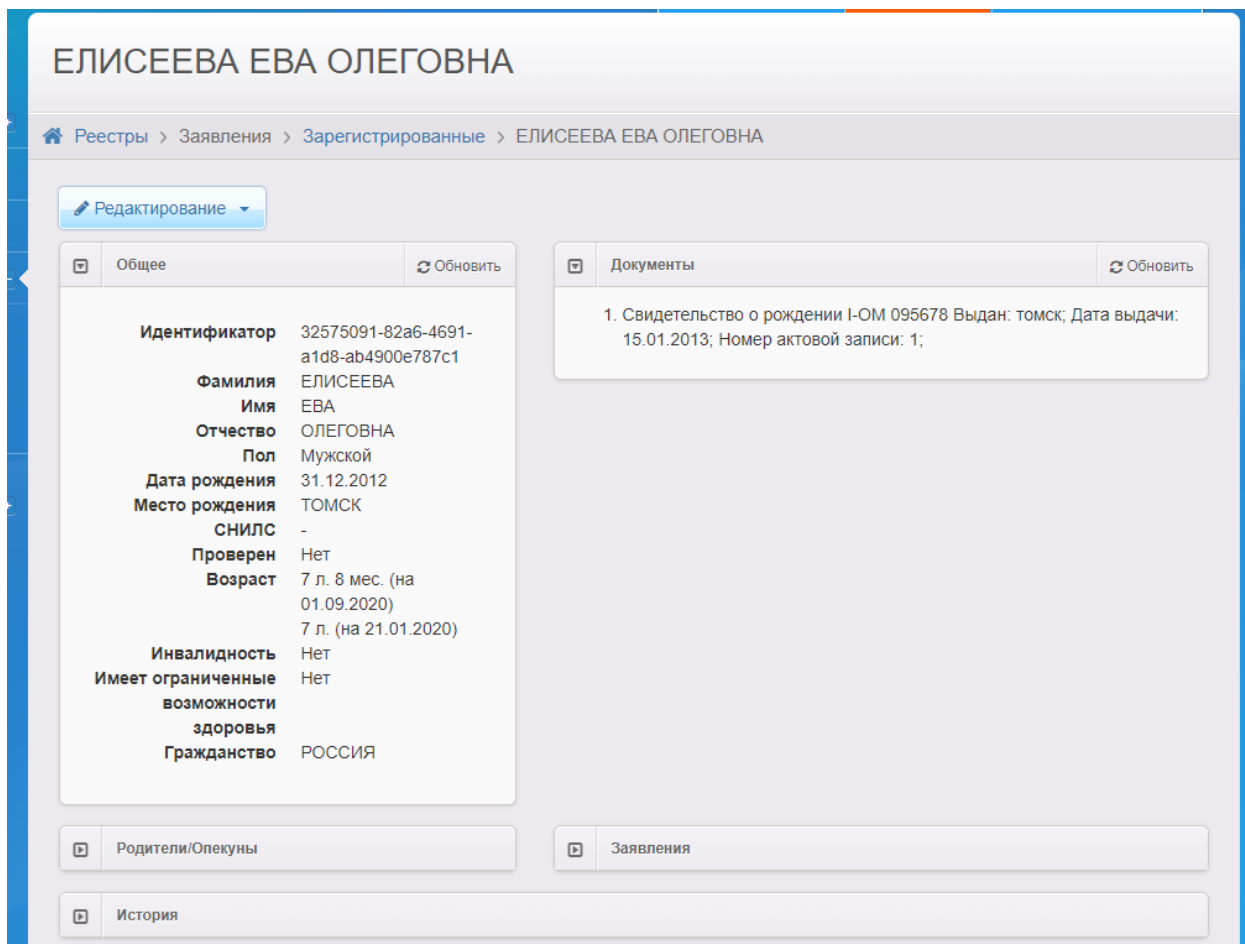 ЕЛИСЕЕВА ЕВА ОЛЕГОВНА
Реестры > Заявления > Зарегистрированные > ЕЛИСЕЕВА ЕВА ОЛЕГОВНА
Редактирование
Общее Обновить
Идентификатор 32575091-82a6-4691-
a1d8-ab4900e787c1
Фамилия ЕЛИСЕЕВА
Имя ЕВА
Отчество ОЛЕГОВНА
Пол Мужской
Дата рождения 31.12.2012
Место рождения ТОМСК
СНИЛС -
Проверен Нет
Возраст 7 л. 8 мес. (на
01.09.2020)
7 л. (на 21.01.2020)
Инвалидность Нет
Имеет ограниченные Нет
возможности
здоровья
Гражданство РОССИЯ
Документы Обновить
1. Свидетельство о рождении I-ОМ 095678 Выдан: томск; Дата выдачи:
15.01.2013; Номер актовой записи: 1;
Родители/Опекуны
Заявления
История